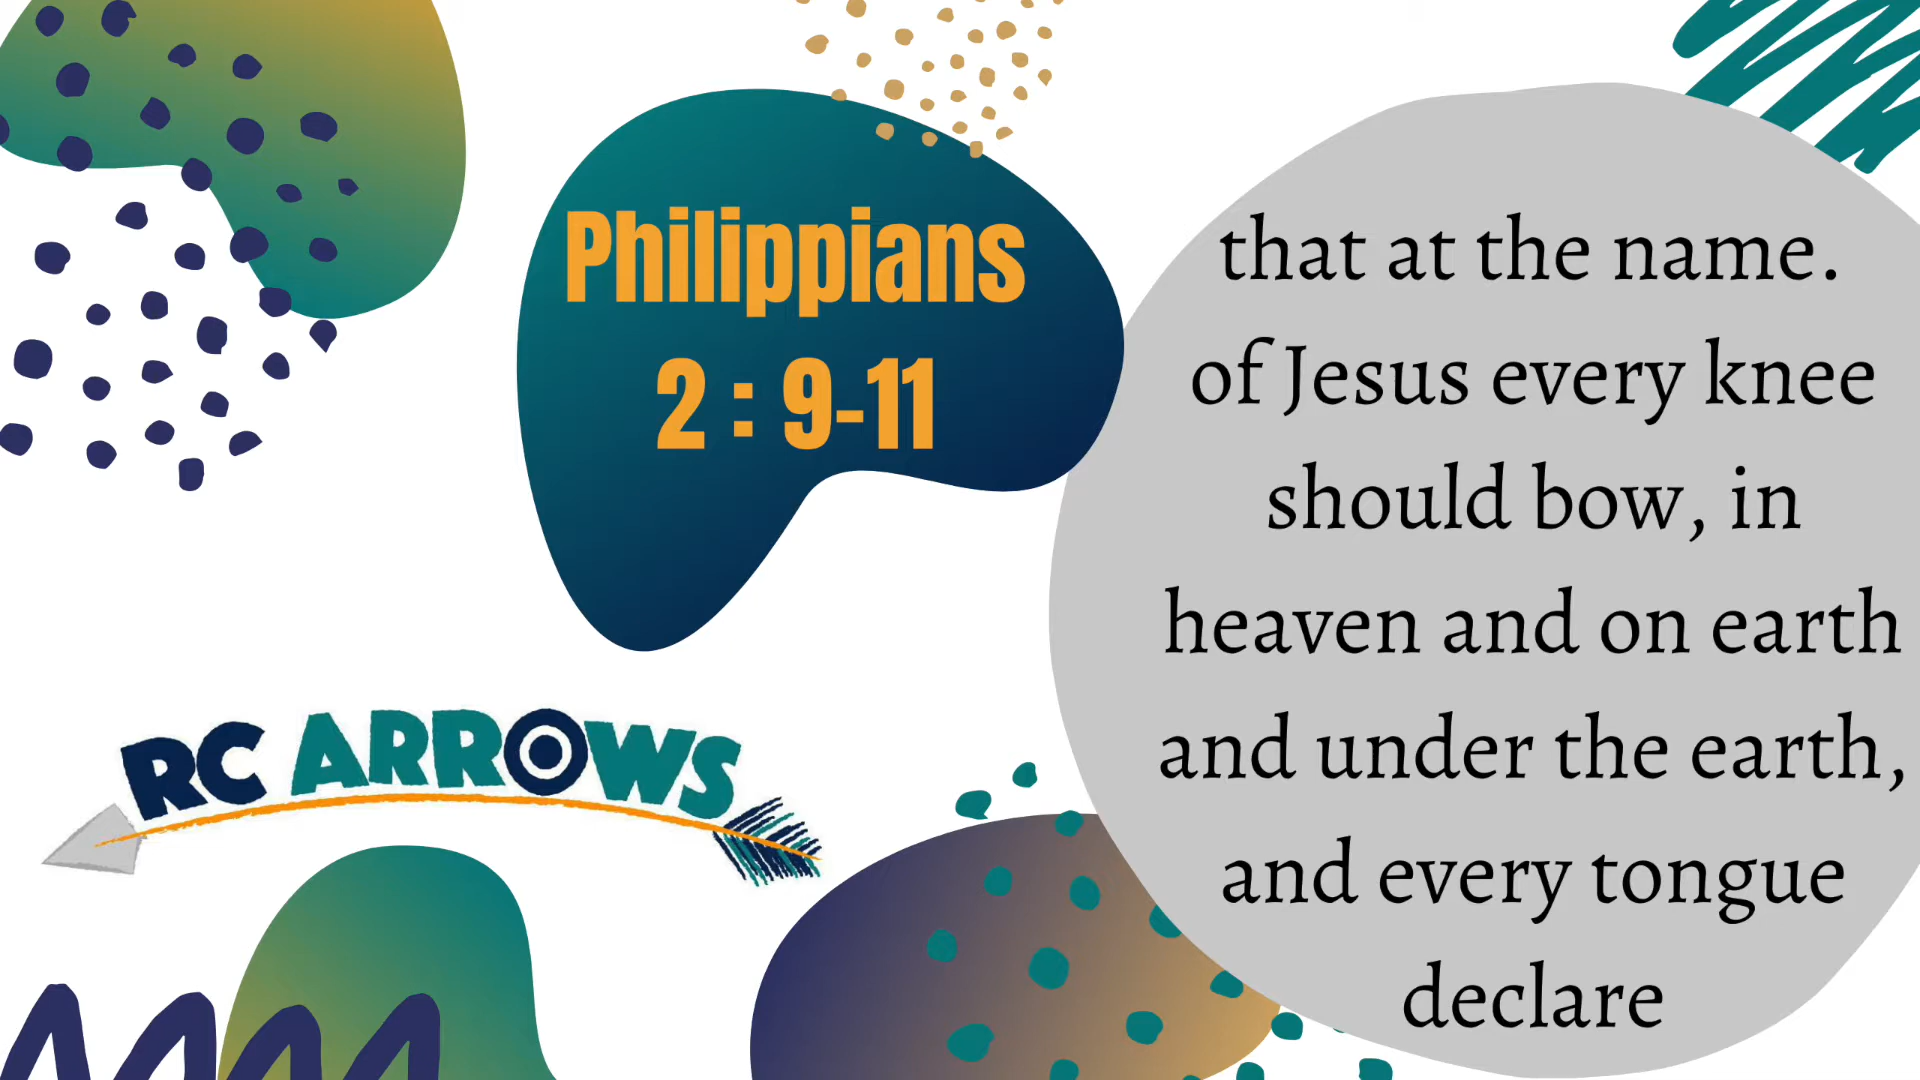 Philippians
2 : 9-11
that at the name.
of Jesus every knee
should bow, in
heaven and on earth
and under the earth,
and every tongue
declare
RC ARROWS